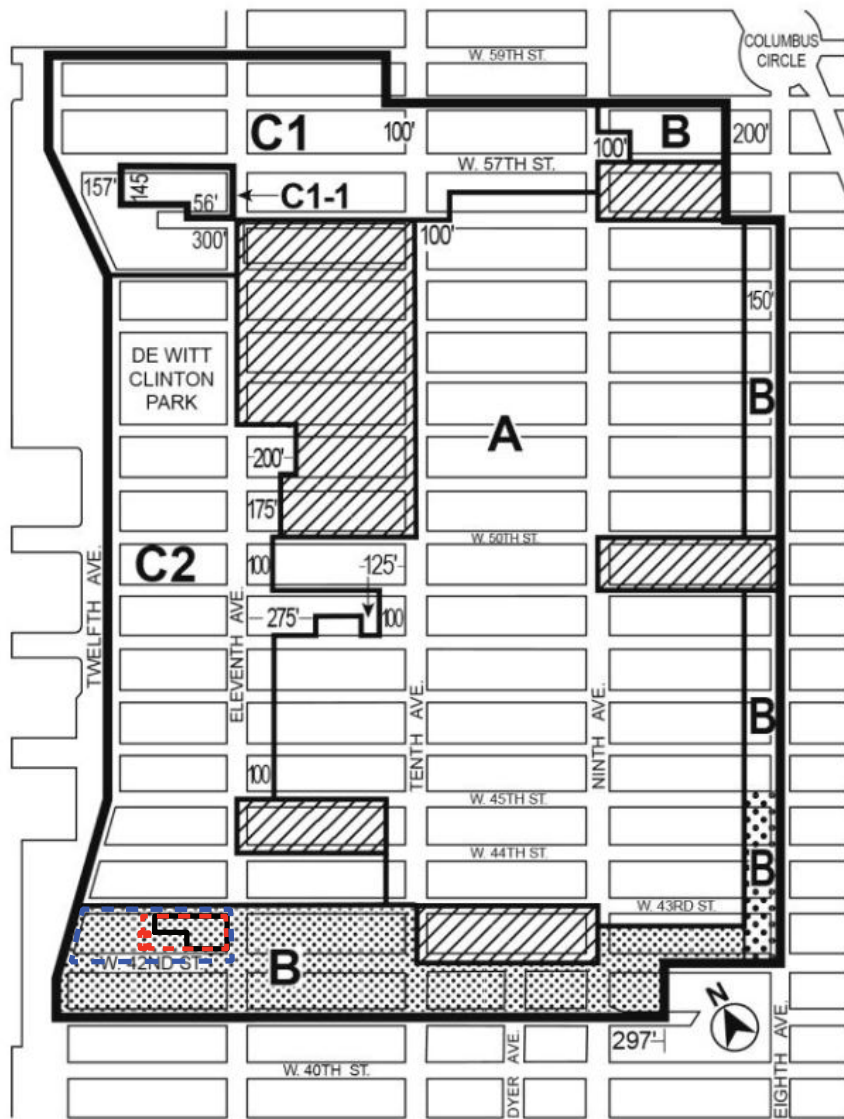 W. 59TH ST.
COLUMBUS
CIRCLE
C1
100'
B
200'
100'
W. 57TH ST.
157'
145
56'
C1-1
300'
100'
150'
DE WITT
CLINTON
PARK
B
A
200'
175'
W. 50TH ST.
C2
100
125'
275'
100
TWELFTH AVE.
ELEVENTH AVE.
TENTH AVE.
NINTH AVE.
B
100
W. 45TH ST.
W. 44TH ST.
B
W. 43RD ST.
W. 42ND ST
B
N
297'
W. 40TH ST.
DYER AVE.
EIGHTH AVE.